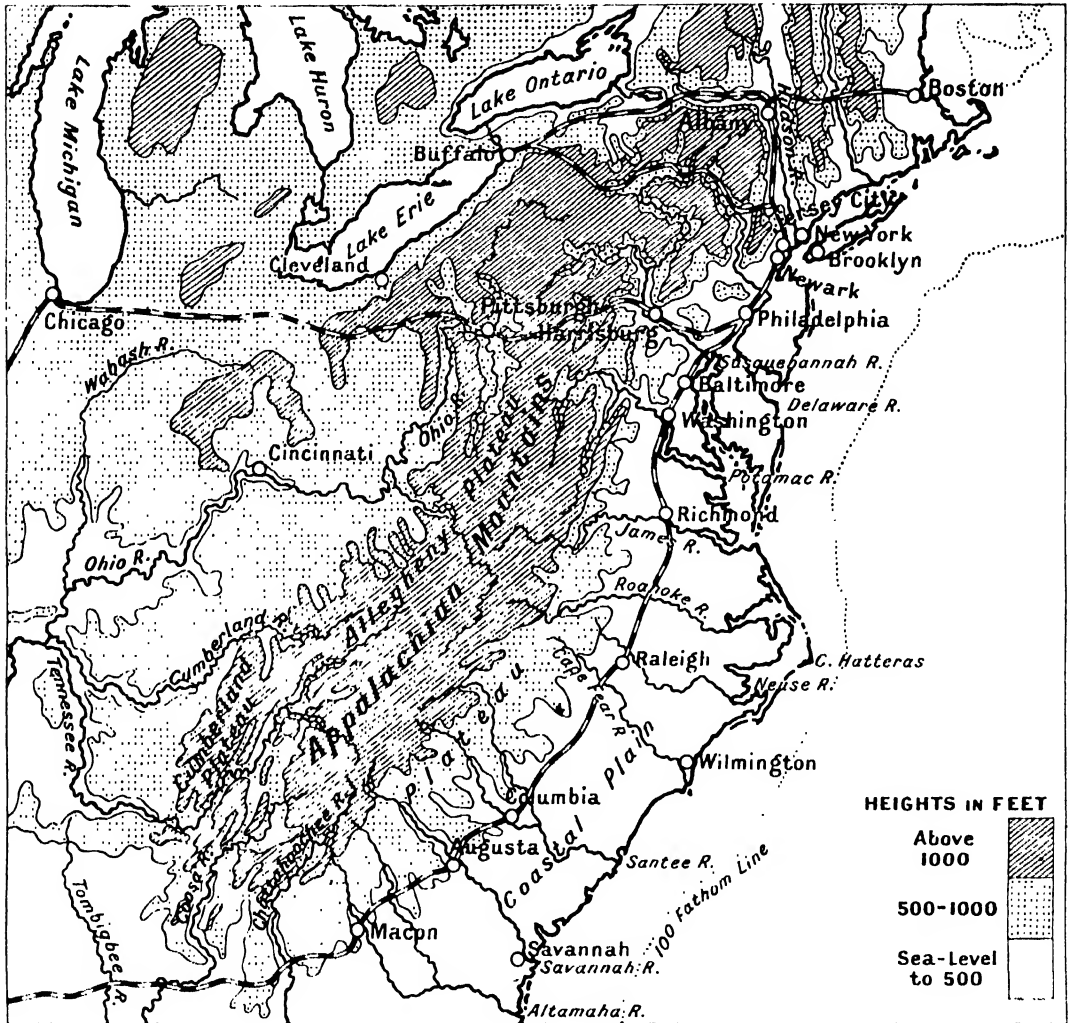 Lake Michigan
Lake Huron
Lake Ontario
Boston
Albany
Hudson R.
Buffalo
Lake Erie
Jersey City
New York
Brooklyn
Newark
Cleveland
Chicago
Pittsburgh
Harrisburg
Philadelphia
Wabash R.
Susquehannah R.
Baltimore
Delaware R.
Washington
Ohio R.
Cincinnati
Potamac R.
Allegheny Plateau
Appalachian Mountains
Richmond
James R.
Ohio R.
Roanoke R.
Cumberland R.
Raleigh
C. Hatteras
Neuse R.
Cape Fear R.
Tennessee R.
Cumberland
Plateau
Plateau
Coastal Plain
Wilmington
Columbia
Chattahoochee R.
Augusta
Santee R.
100 Fathom Line
Coosa R.
Tombigbee R.
Macon
Savannah
Savannah R.
Altamaha R.
HEIGHTS IN FEET
Above
1000
500-1000
Sea-Level
to 500